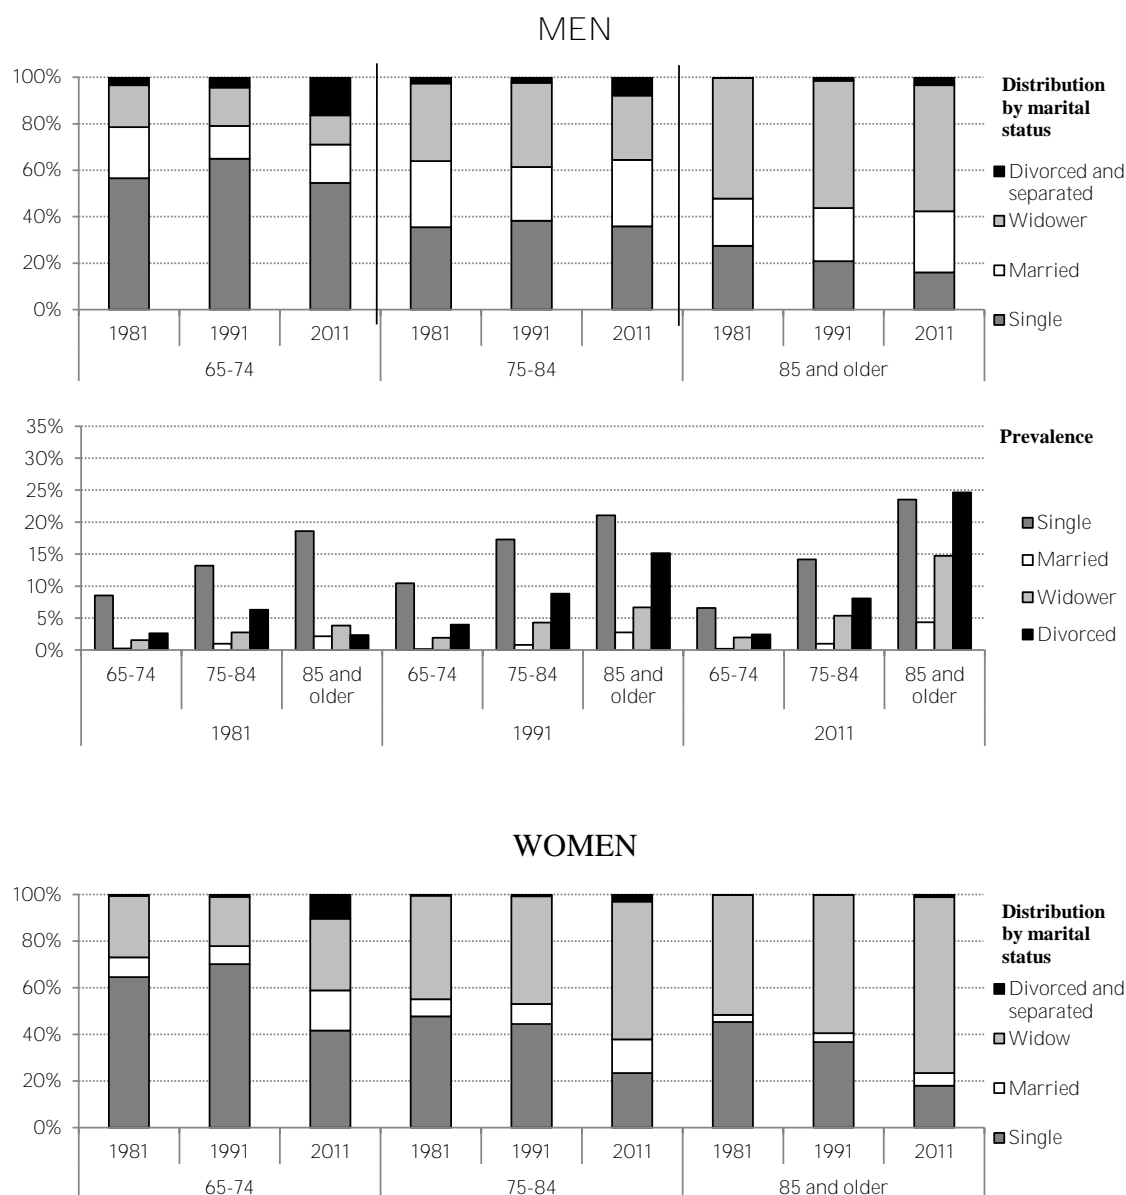 MEN
100%
80%
60%
40%
20%
0%
1981 1991 2011 1981 1991 2011 1981 1991 2011
65-74 75-84 85 and older
Distribution
by marital
status
Divorced and
separated
Widower
Married
Single
35%
30%
25%
20%
15%
10%
5%
0%
65-74 75-84 85 and
older 65-74 75-84 85 and
older 65-74 75-84 85 and
older
1981 1991 2011
Prevalence
Single
Married
Widower
Divorced
WOMEN
100%
80%
60%
40%
20%
0%
1981 1991 2011 1981 1991 2011 1981 1991 2011
65-74 75-84 85 and older
Distribution
by marital
status
Divorced and
separated
Widow
Married
Single